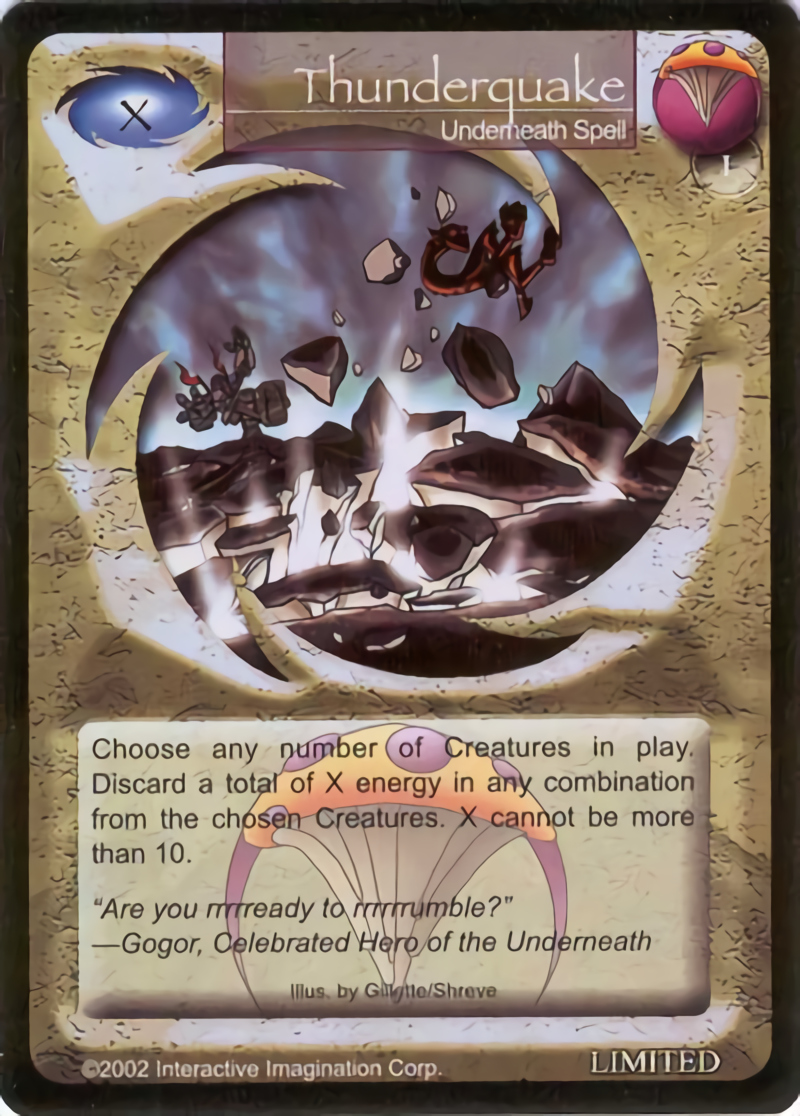 X
Thunderquake
Underneath Spell
1
Choose any number of Creatures in play.
Discard a total of X energy in any combination
from the chosen Creatures. X cannot be more
than 10.
"Are you rrrrready to rrrrrrumble?"
—Gogor, Celebrated Hero of the Underneath
Illus. by Gillette/Shreve
©2002 Interactive Imagination Corp.
LIMITED